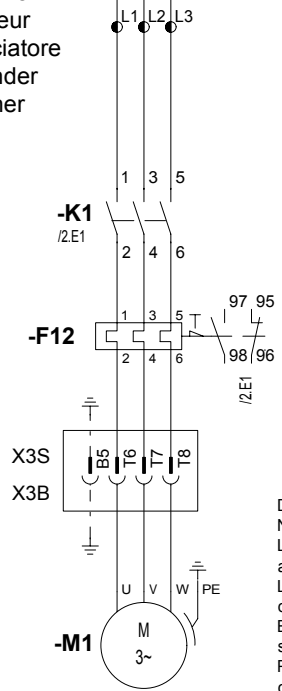 eur
ciatore
nder
ner
L1 L2 L3
1 3 5
-K1
/2.E1
2 4 6
1 3 5
97 95
-F12
2 4 6
98 96
/2.E1
X3S
B5 T6 T7 T8
X3B
U V W PE
-M1
M
3~
D
N
L
a
L
d
E
s
F